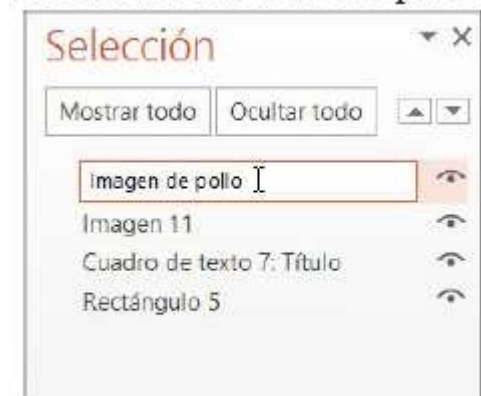 Selección
Mostrar todo Ocultar todo
Imagen de pollo
Imagen 11
Cuadro de texto 7: Título
Rectángulo 5